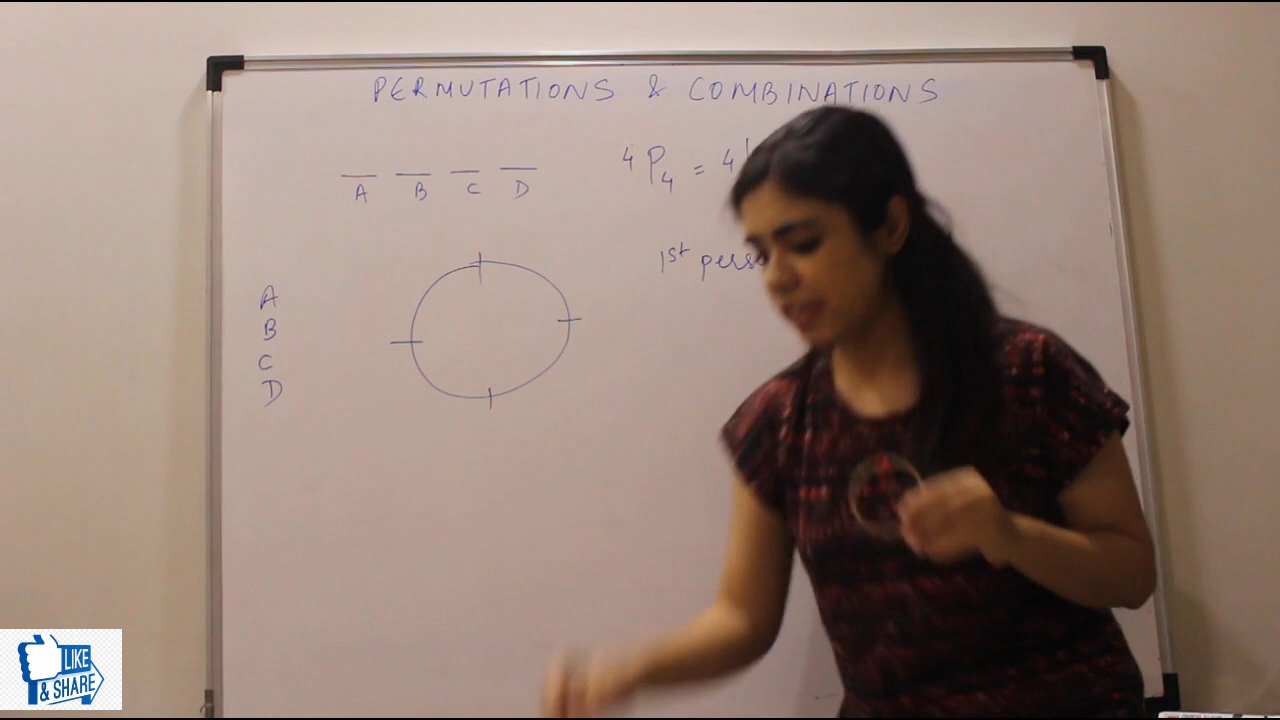 PERMUTATIONS & COMBINATIONS
A B C D
4P4 = 4
1st
A
B
C
D
LIKE
& SHARE